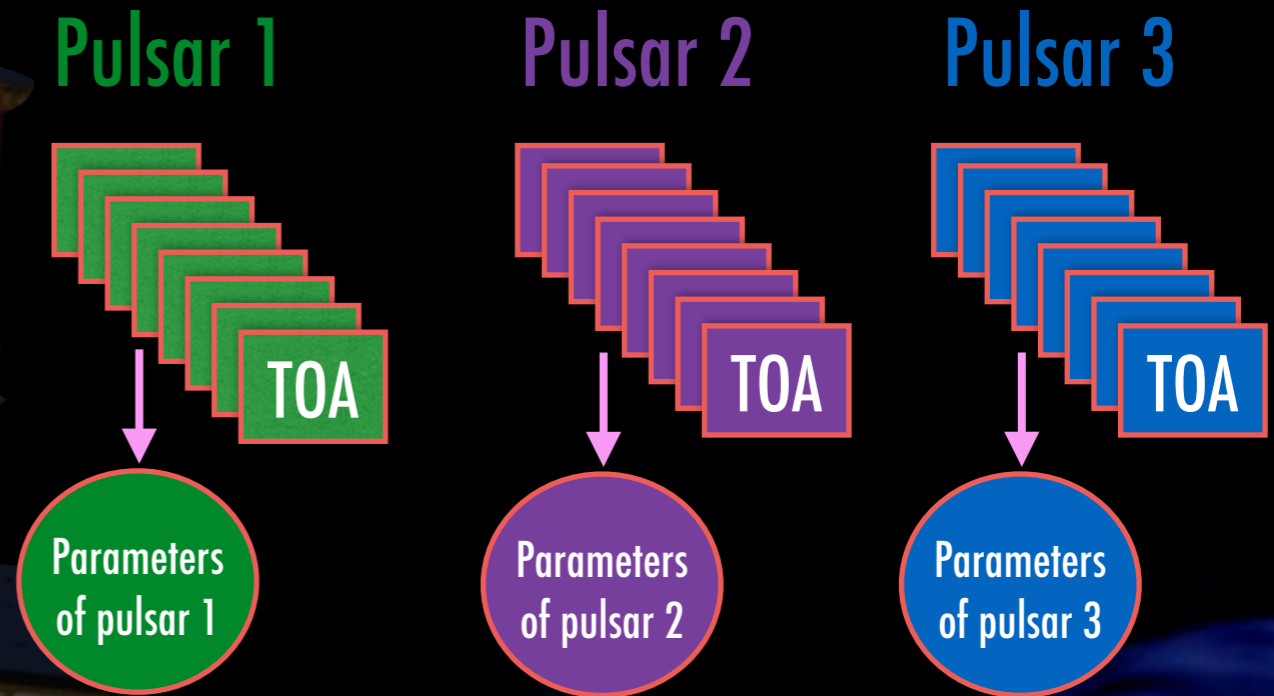 Pulsar 1
Pulsar 2
Pulsar 3
TOA
TOA
TOA
Parameters
of pulsar 1
Parameters
of pulsar 2
Parameters
of pulsar 3